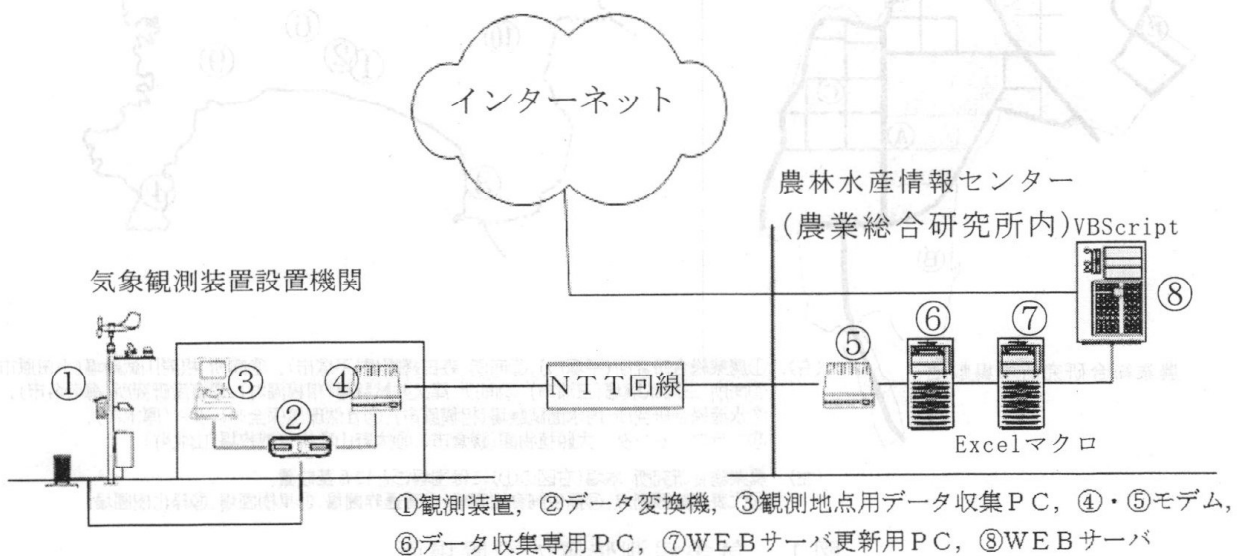 インターネット
農林水産情報センター
(農業総合研究所内)VBScript
気象観測装置設置機関
①
②
③
④
⑤
⑥
⑦
⑧
ＮＴＴ回線
Excelマクロ
①観測装置，②データ変換機，③観測地点用データ収集ＰＣ，④・⑤モデム，
⑥データ収集専用ＰＣ，⑦ＷＥＢサーバ更新用ＰＣ，⑧ＷＥＢサーバ